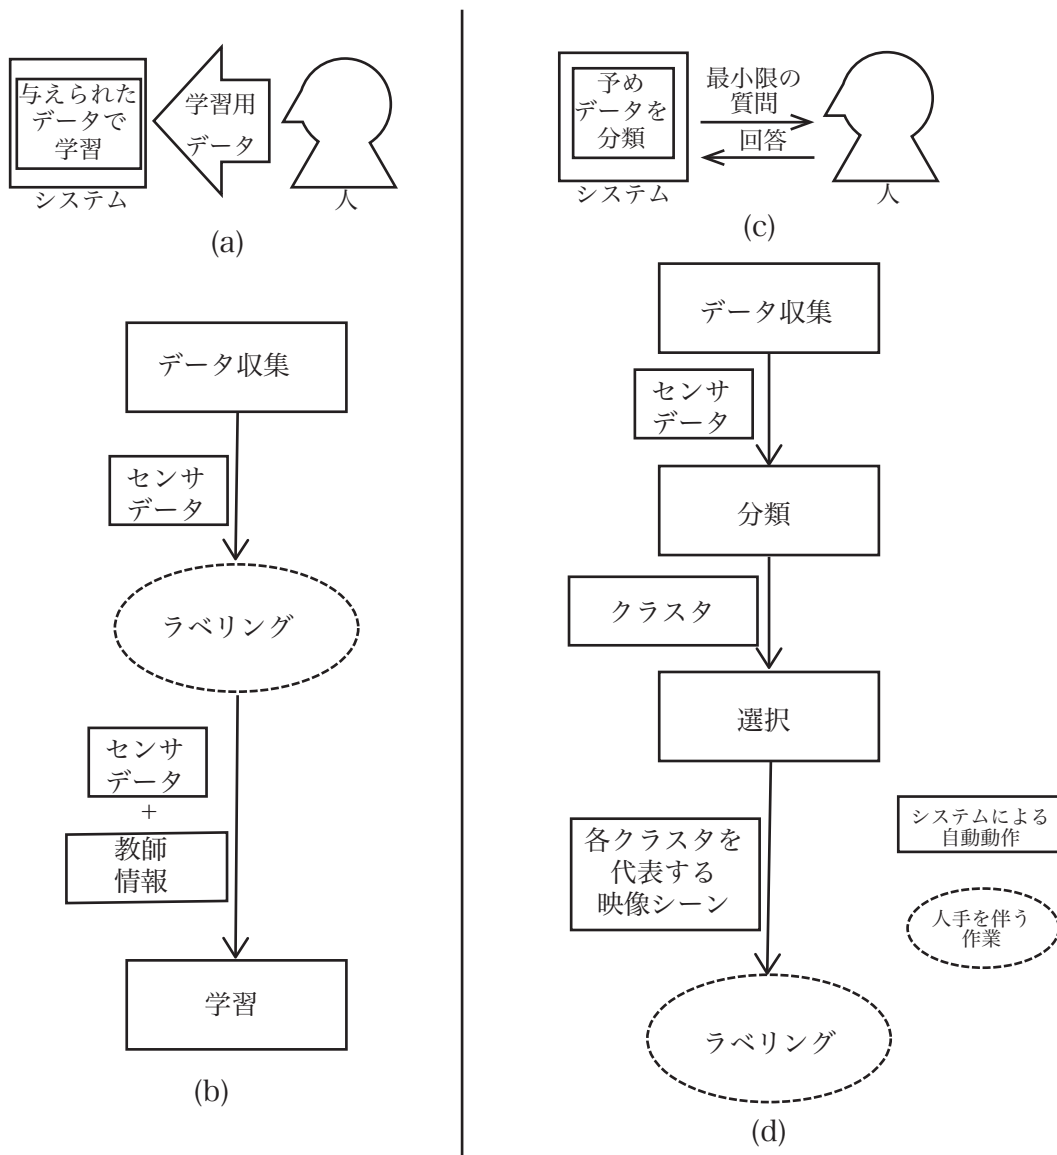 与えられた
データで
学習
学習用
データ
システム
人
(a)
データ収集
センサ
データ
ラベリング
センサ
データ
+
教師
情報
学習
(b)
予め
データを
分類
最小限の
質問
回答
システム
人
(c)
データ収集
センサ
データ
分類
クラスタ
選択
各クラスタを
代表する
映像シーン
ラベリング
(d)
システムによる
自動動作
人手を伴う
作業